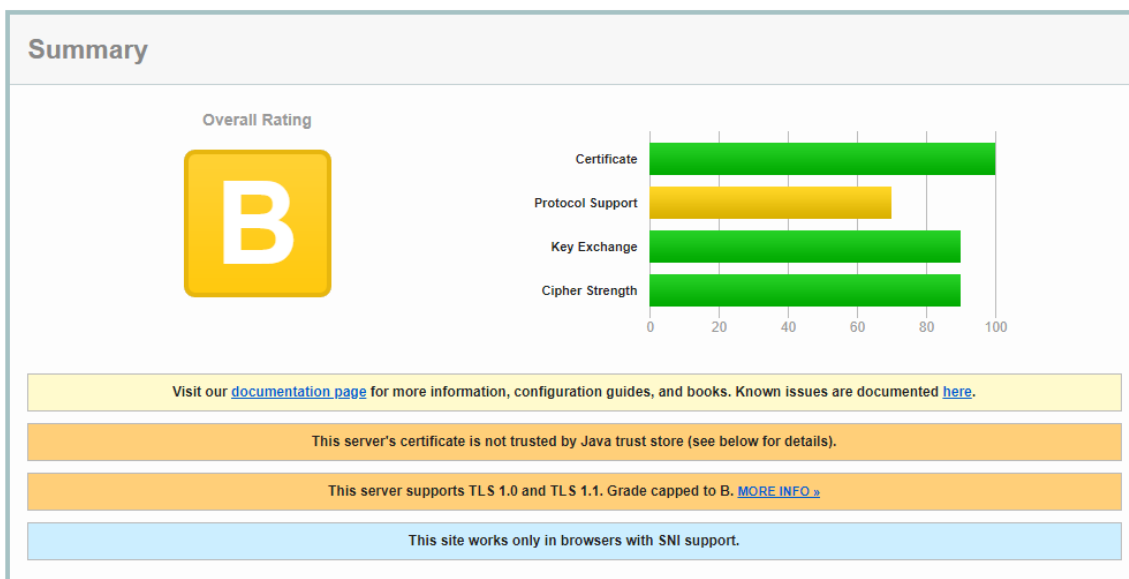 Summary
Overall Rating
B
Certificate
Protocol Support
Key Exchange
Cipher Strength
0 20 40 60 80 100
Visit our documentation page for more information, configuration guides, and books. Known issues are documented here.
This server's certificate is not trusted by Java trust store (see below for details).
This server supports TLS 1.0 and TLS 1.1. Grade capped to B. MORE INFO »
This site works only in browsers with SNI support.